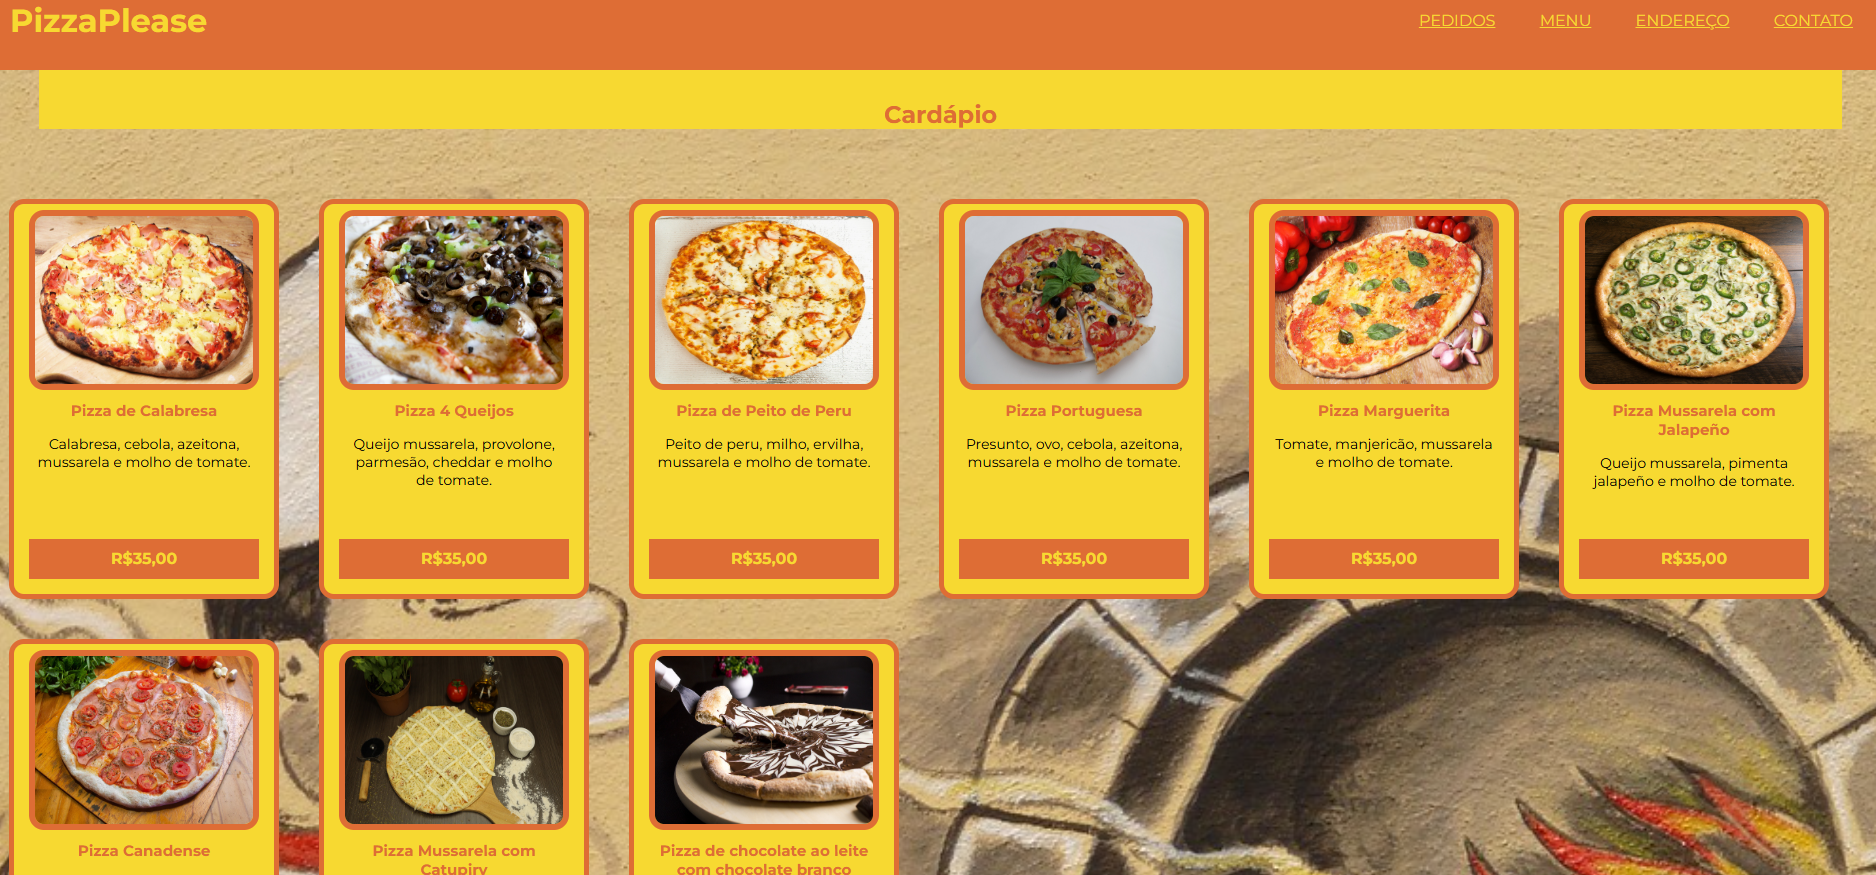 PizzaPlease
PEDIDOS
MENU
ENDEREÇO
CONTATO
Cardápio
Pizza de Calabresa
Calabresa, cebola, azeitona,
mussarela e molho de tomate.
R$35,00
Pizza 4 Queijos
Queijo mussarela, provolone,
parmesão, cheddar e molho
de tomate.
R$35,00
Pizza de Peito de Peru
Peito de peru, milho, ervilha,
mussarela e molho de tomate.
R$35,00
Pizza Portuguesa
Presunto, ovo, cebola, azeitona,
mussarela e molho de tomate.
R$35,00
Pizza Marguerita
Tomate, manjericão, mussarela
e molho de tomate.
R$35,00
Pizza Mussarela com
Jalapeño
Queijo mussarela, pimenta
jalapeño e molho de tomate.
R$35,00
Pizza Canadense
Pizza Mussarela com
Catupiry
Pizza de chocolate ao leite
com chocolate branco